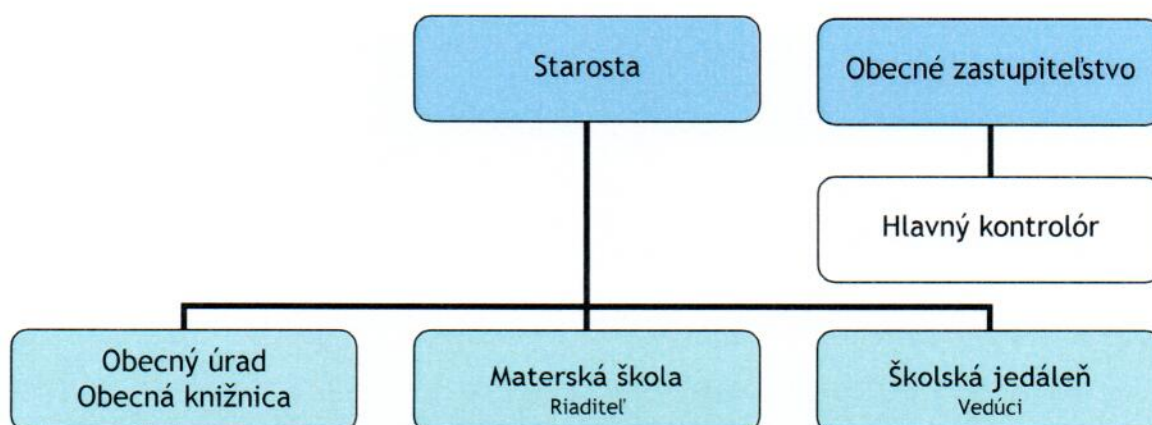 Starosta
Obecné zastupiteľstvo
Hlavný kontrolór
Obecný úrad
Obecná knižnica
Materská škola
Riaditeľ
Školská jedáleň
Vedúci